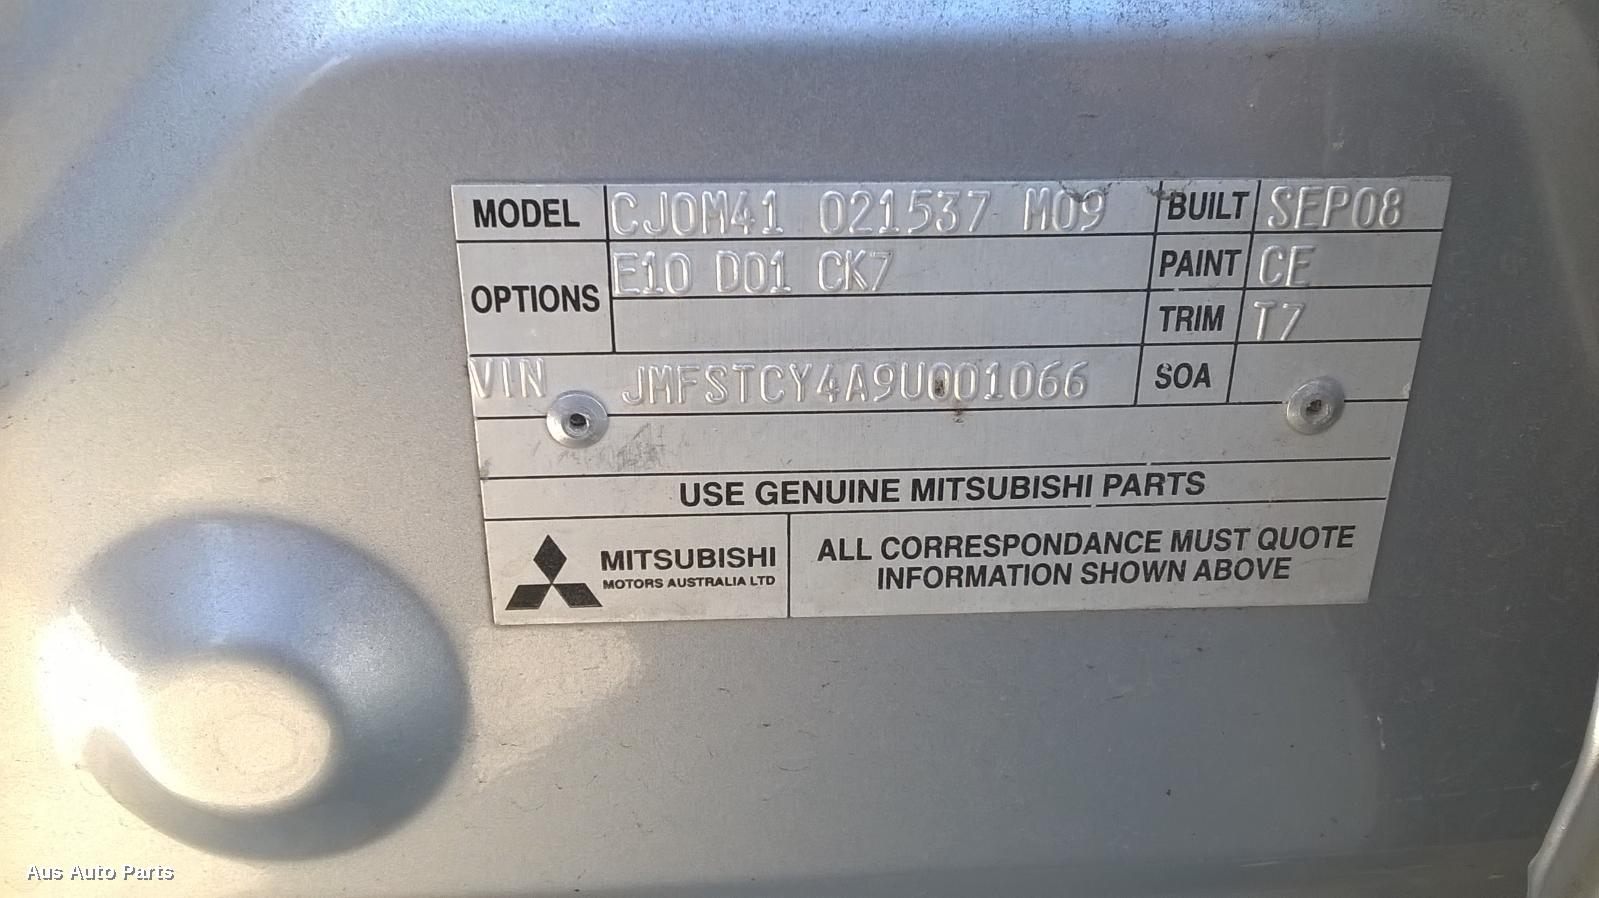 MODEL CJ0M41 021537 M09 BUILT SEP08
OPTIONS E10 D01 CK7 PAINT CE
TRIM T7
VIN JMFSTCY4A9U001066 SOA
USE GENUINE MITSUBISHI PARTS
MITSUBISHI
MOTORS AUSTRALIA LTD
ALL CORRESPONDANCE MUST QUOTE
INFORMATION SHOWN ABOVE
Aus Auto Parts